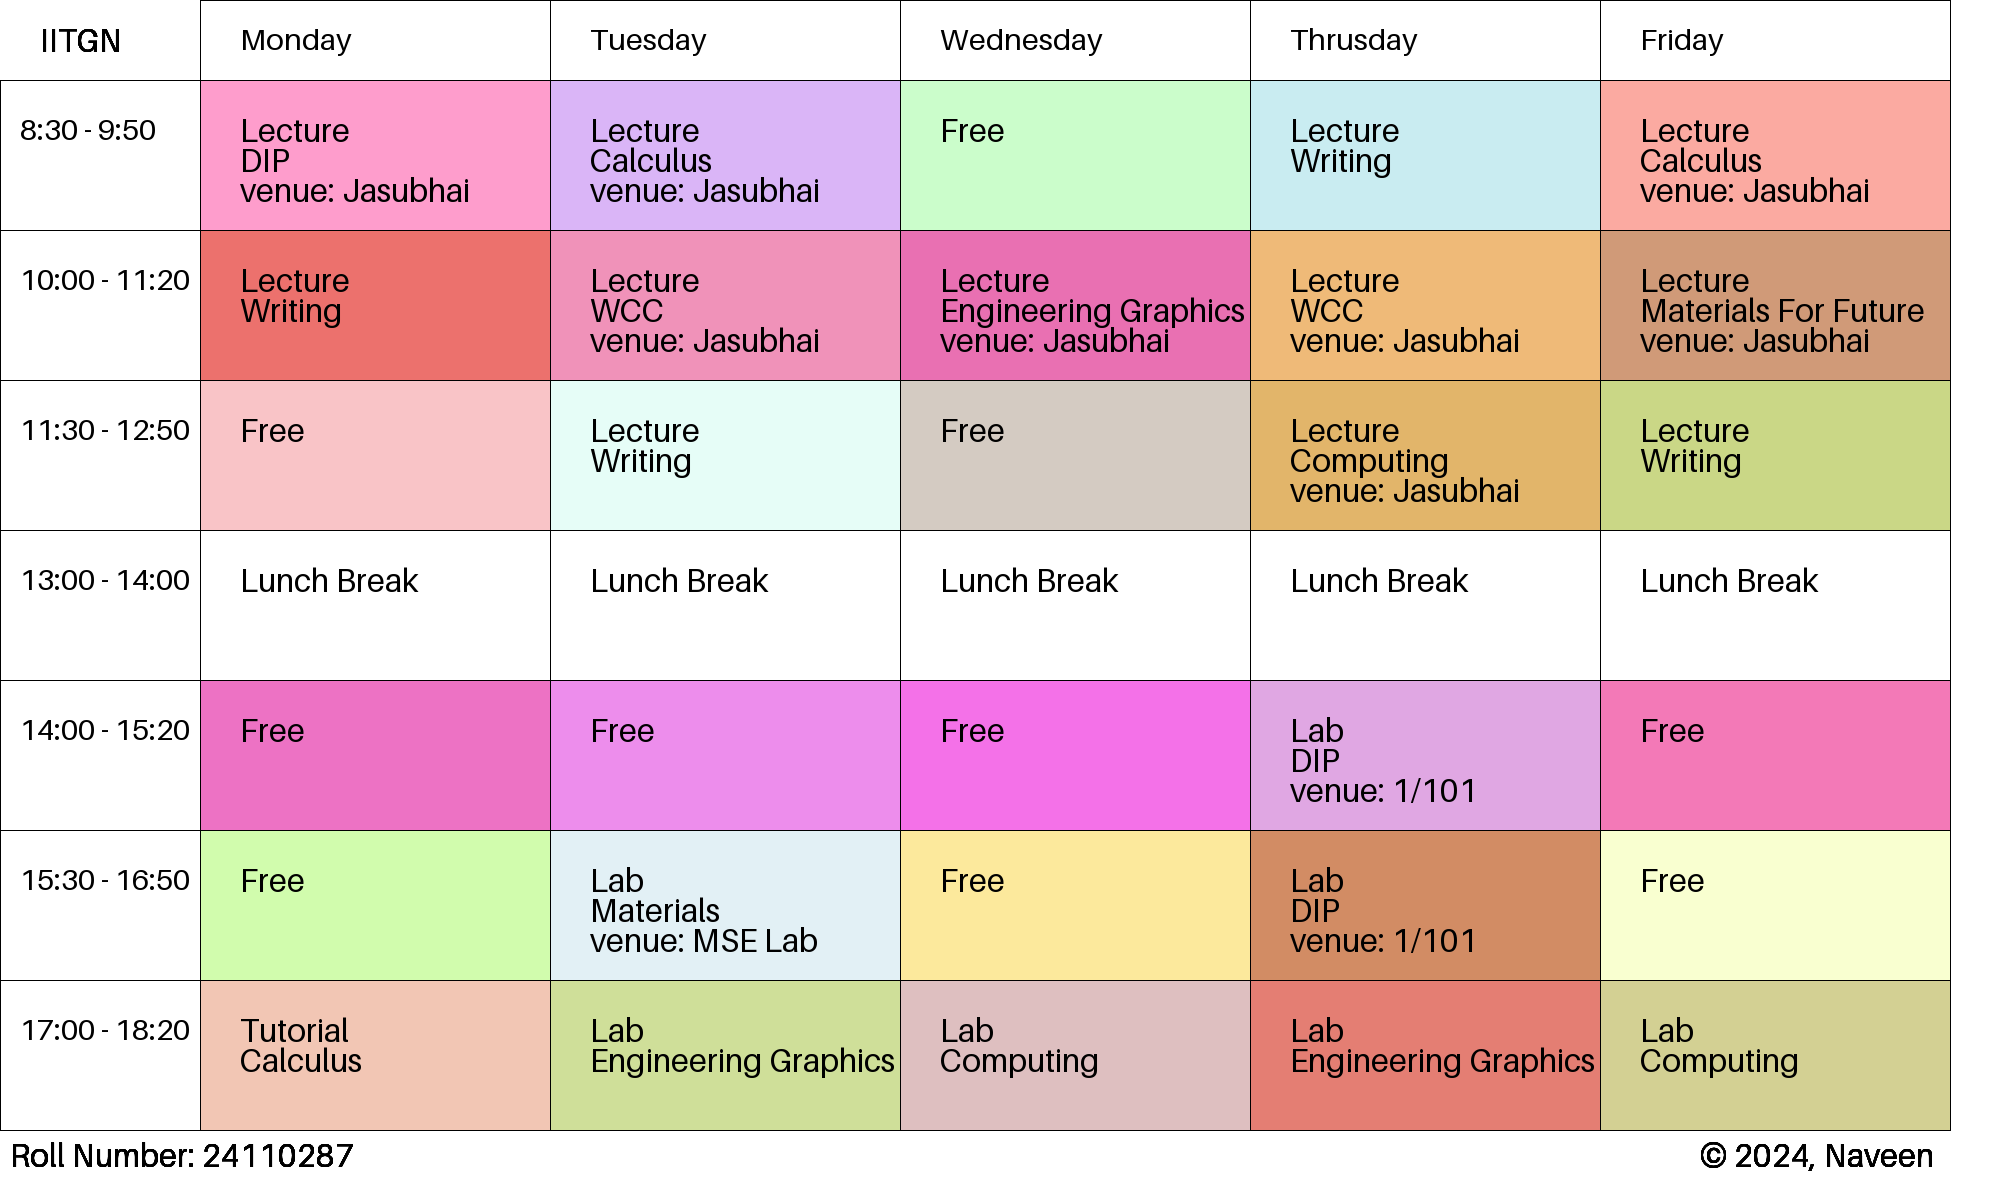 IITGN Monday Tuesday Wednesday Thrusday Friday
8:30 - 9:50
Lecture
DIP
venue: Jasubhai
Lecture
Calculus
venue: Jasubhai
Free
Lecture
Writing
Lecture
Calculus
venue: Jasubhai
10:00 - 11:20
Lecture
Writing
Lecture
WCC
venue: Jasubhai
Lecture
Engineering Graphics
venue: Jasubhai
Lecture
WCC
venue: Jasubhai
Lecture
Materials For Future
venue: Jasubhai
11:30 - 12:50
Free
Lecture
Writing
Free
Lecture
Computing
venue: Jasubhai
Lecture
Writing
13:00 - 14:00
Lunch Break
Lunch Break
Lunch Break
Lunch Break
Lunch Break
14:00 - 15:20
Free
Free
Free
Lab
DIP
venue: 1/101
Free
15:30 - 16:50
Free
Lab
Materials
venue: MSE Lab
Free
Lab
DIP
venue: 1/101
Free
17:00 - 18:20
Tutorial
Calculus
Lab
Engineering Graphics
Lab
Computing
Lab
Engineering Graphics
Lab
Computing
Roll Number: 24110287
© 2024, Naveen